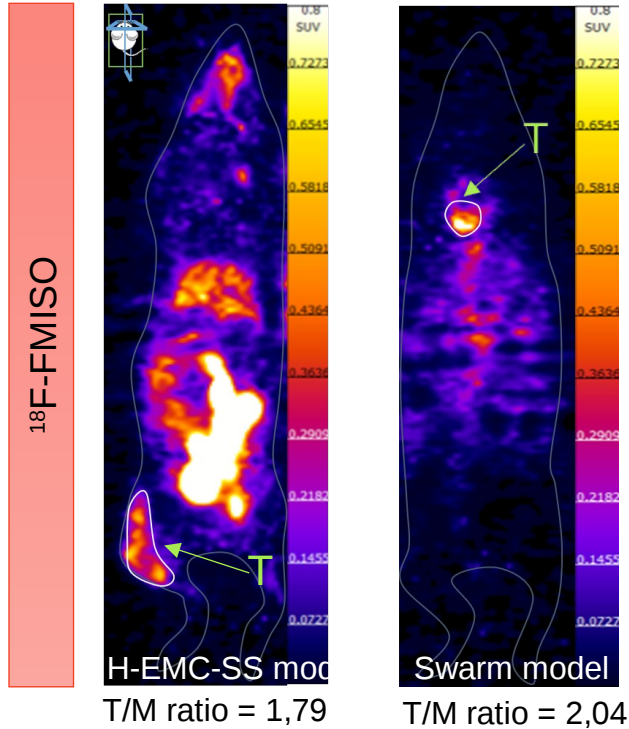 ¹⁸F-FMISO
0.8
SUV
0.7273
0.6545
0.5818
0.5091
0.4364
0.3636
0.2909
0.2182
0.1455
0.0727
T
H-EMC-SS mod
T/M ratio = 1,79
0.8
SUV
0.7273
0.6545
0.5818
0.5091
0.4364
0.3636
0.2909
0.2182
0.1455
0.0727
T
Swarm model
T/M ratio = 2,04